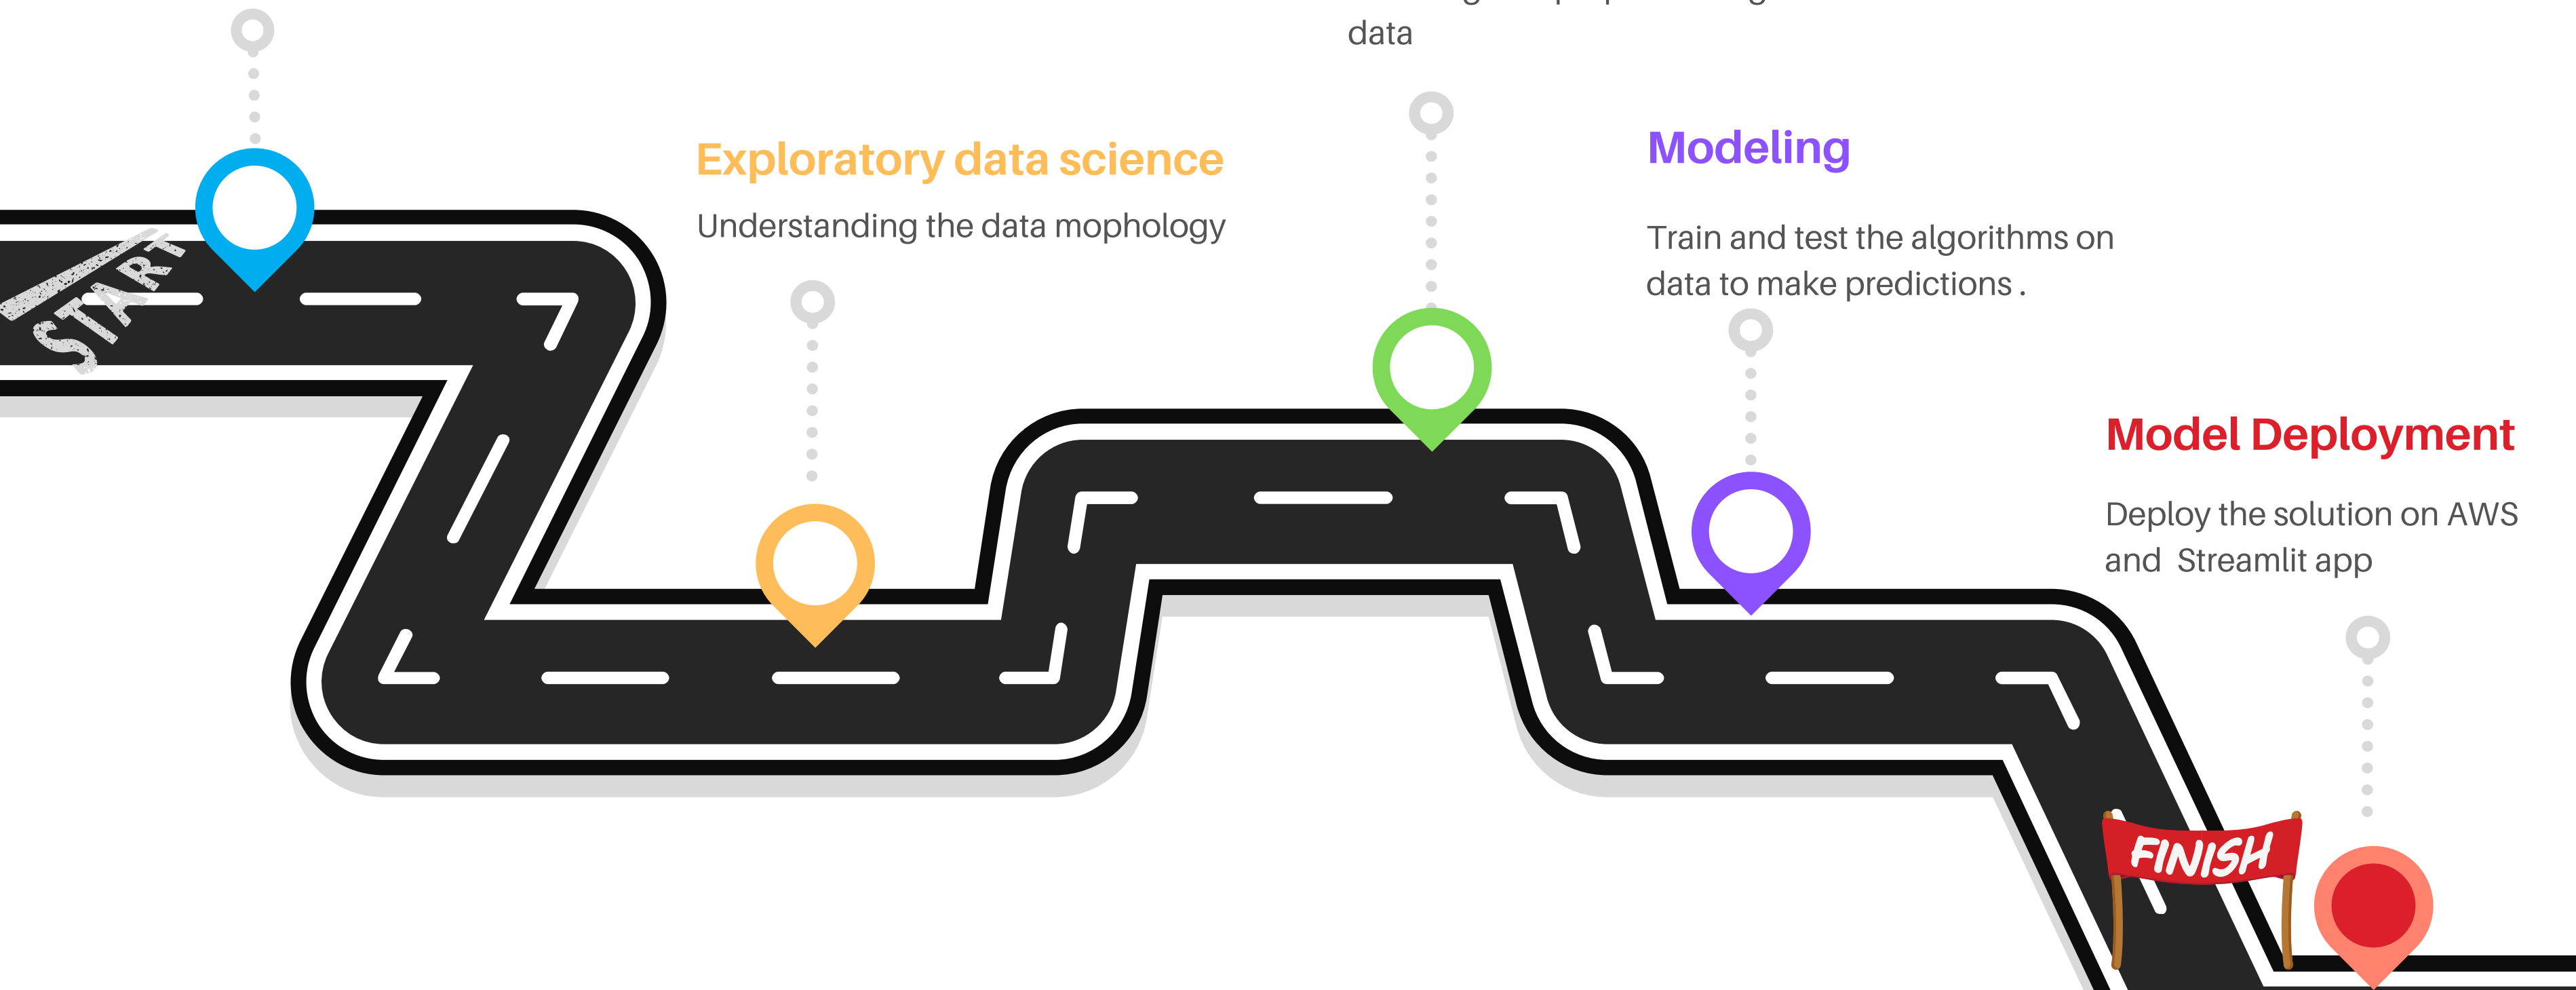 data
START
Exploratory data science
Understanding the data mophology
Modeling
Train and test the algorithms on
data to make predictions .
Model Deployment
Deploy the solution on AWS
and  Streamlit app
FINISH